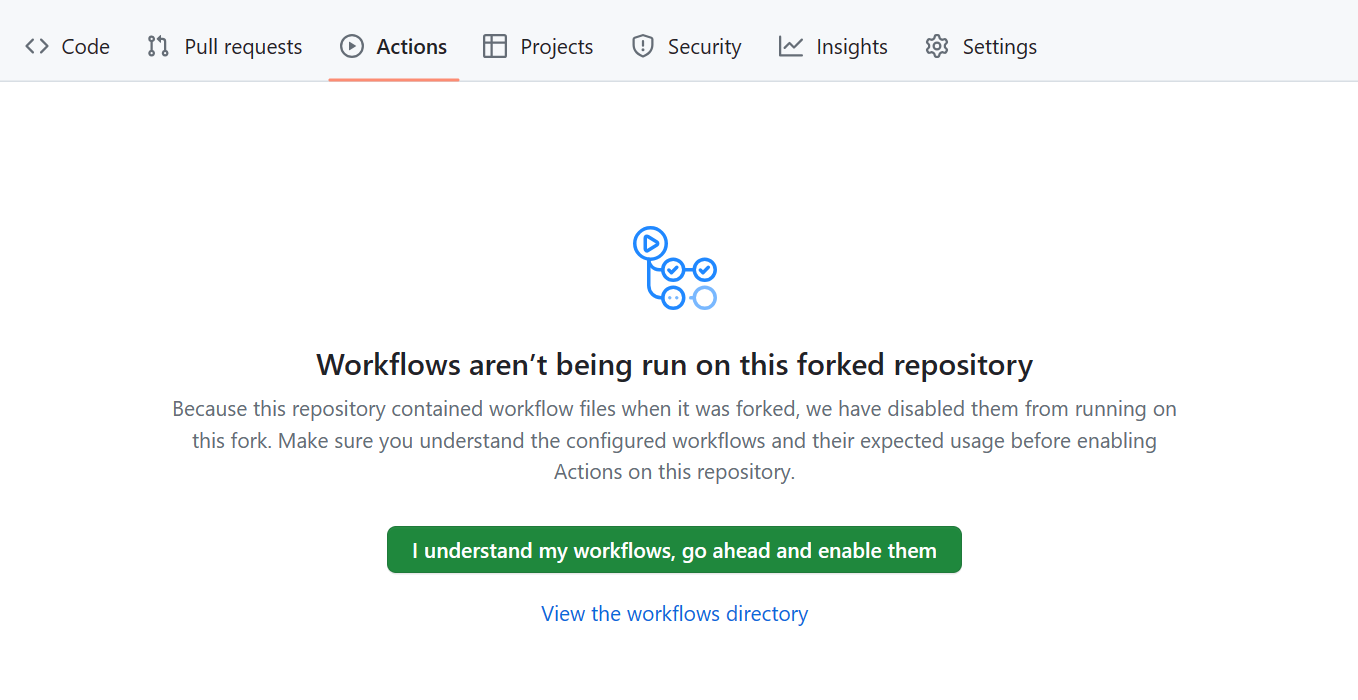 Code Pull requests Actions Projects Security Insights Settings
Workflows aren’t being run on this forked repository
Because this repository contained workflow files when it was forked, we have disabled them from running on
this fork. Make sure you understand the configured workflows and their expected usage before enabling
Actions on this repository.
I understand my workflows, go ahead and enable them
View the workflows directory